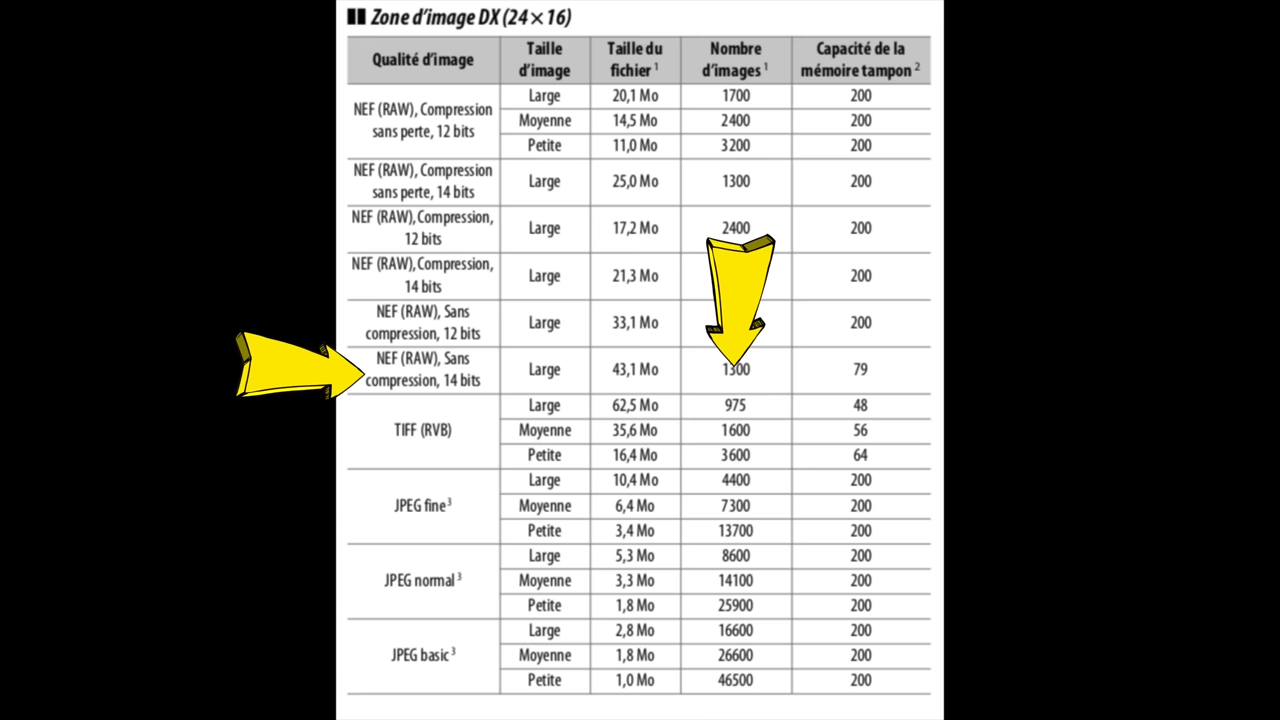 Zone d'image DX (24 × 16)
Qualité d'image Taille d'image Taille du fichier 1 Nombre d'images 1 Capacité de la mémoire tampon 2
NEF (RAW), Compression sans perte, 12 bits Large 20,1 Mo 1700 200
Moyenne 14,5 Mo 2400 200
Petite 11,0 Mo 3200 200
NEF (RAW), Compression sans perte, 14 bits Large 25,0 Mo 1300 200
NEF (RAW), Compression, 12 bits Large 17,2 Mo 2400 200
NEF (RAW), Compression, 14 bits Large 21,3 Mo 200
NEF (RAW), Sans compression, 12 bits Large 33,1 Mo 200
NEF (RAW), Sans compression, 14 bits Large 43,1 Mo 1300 79
TIFF (RVB) Large 62,5 Mo 975 48
Moyenne 35,6 Mo 1600 56
Petite 16,4 Mo 3600 64
JPEG fine 3 Large 10,4 Mo 4400 200
Moyenne 6,4 Mo 7300 200
Petite 3,4 Mo 13700 200
JPEG normal 3 Large 5,3 Mo 8600 200
Moyenne 3,3 Mo 14100 200
Petite 1,8 Mo 25900 200
JPEG basic 3 Large 2,8 Mo 16600 200
Moyenne 1,8 Mo 26600 200
Petite 1,0 Mo 46500 200